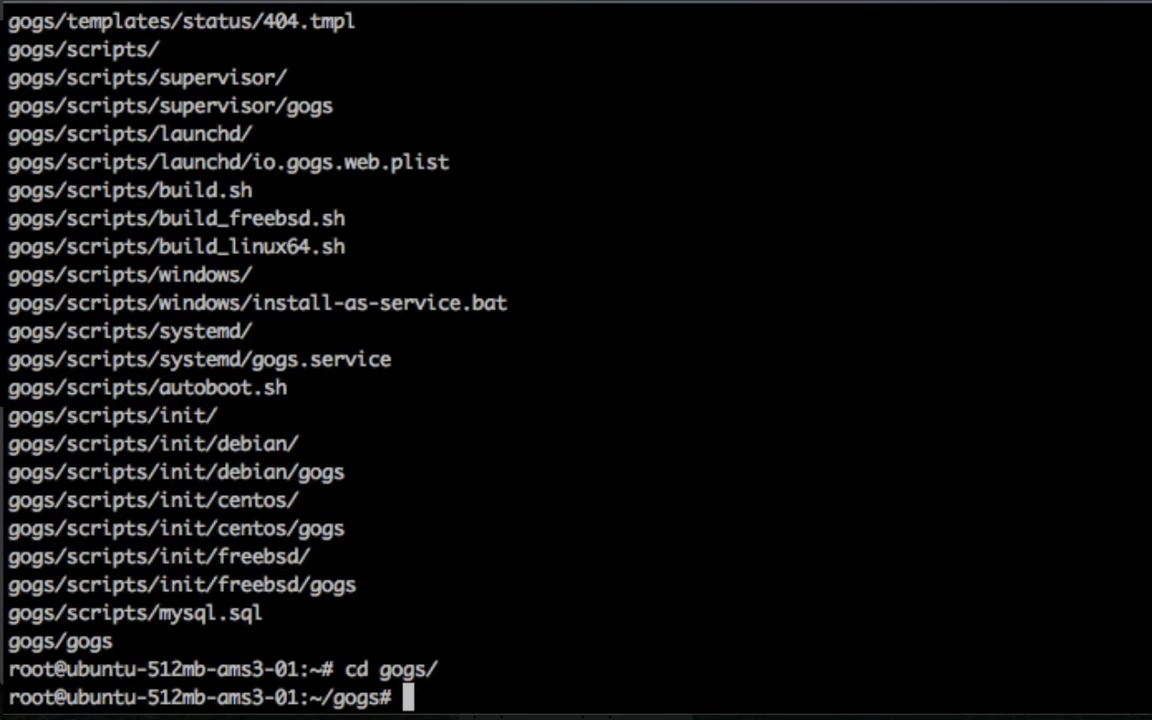 gogs/templates/status/404.tmpl
gogs/scripts/
gogs/scripts/supervisor/
gogs/scripts/supervisor/gogs
gogs/scripts/launchd/
gogs/scripts/launchd/io.gogs.web.plist
gogs/scripts/build.sh
gogs/scripts/build_freebsd.sh
gogs/scripts/build_linux64.sh
gogs/scripts/windows/
gogs/scripts/windows/install-as-service.bat
gogs/scripts/systemd/
gogs/scripts/systemd/gogs.service
gogs/scripts/autoboot.sh
gogs/scripts/init/
gogs/scripts/init/debian/
gogs/scripts/init/debian/gogs
gogs/scripts/init/centos/
gogs/scripts/init/centos/gogs
gogs/scripts/init/freebsd/
gogs/scripts/init/freebsd/gogs
gogs/scripts/mysql.sql
gogs/gogs
root@ubuntu-512mb-ams3-01:~# cd gogs/
root@ubuntu-512mb-ams3-01:~/gogs#